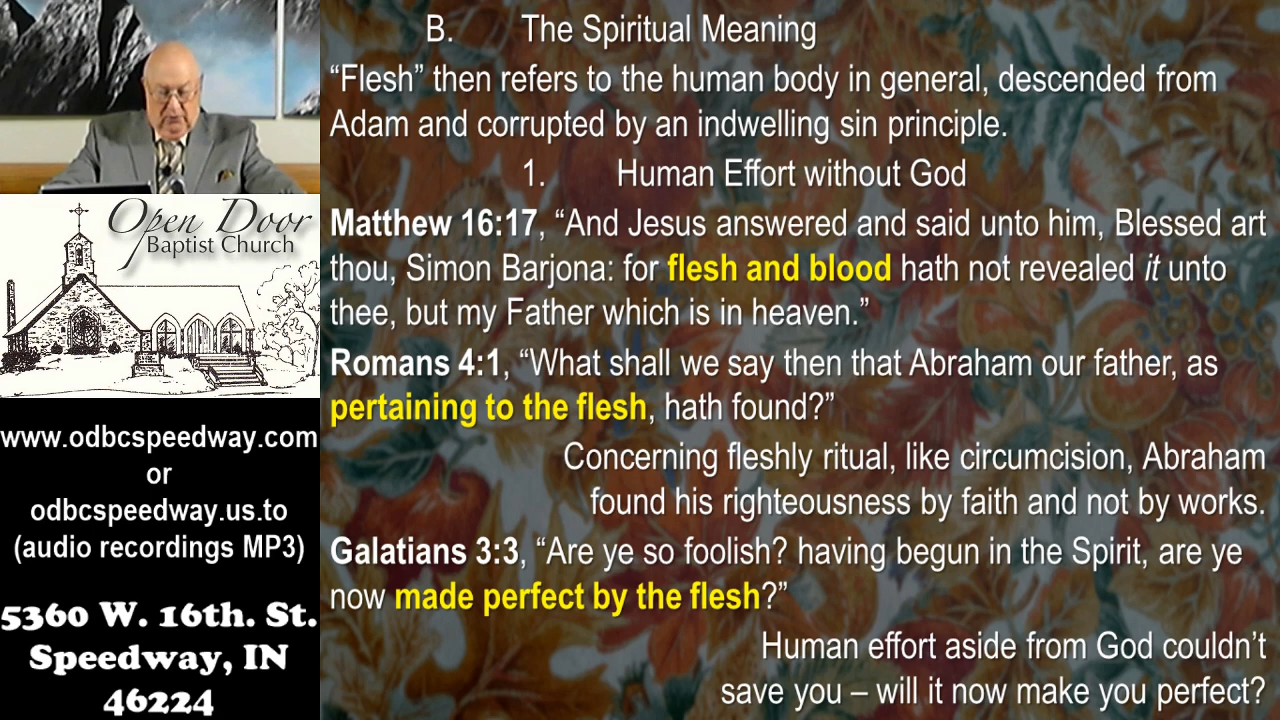 Open Door
Baptist Church
www.odbcspeedway.com
or
odbcspeedway.us.to
(audio recordings MP3)
5360 W. 16th. St.
Speedway, IN
46224
B. The Spiritual Meaning
“Flesh” then refers to the human body in general, descended from
Adam and corrupted by an indwelling sin principle.
1. Human Effort without God
Matthew 16:17, “And Jesus answered and said unto him, Blessed art
thou, Simon Barjona: for flesh and blood hath not revealed it unto
thee, but my Father which is in heaven.”
Romans 4:1, “What shall we say then that Abraham our father, as
pertaining to the flesh, hath found?”
Concerning fleshly ritual, like circumcision, Abraham
found his righteousness by faith and not by works.
Galatians 3:3, “Are ye so foolish? having begun in the Spirit, are ye
now made perfect by the flesh?”
Human effort aside from God couldn’t
save you – will it now make you perfect?